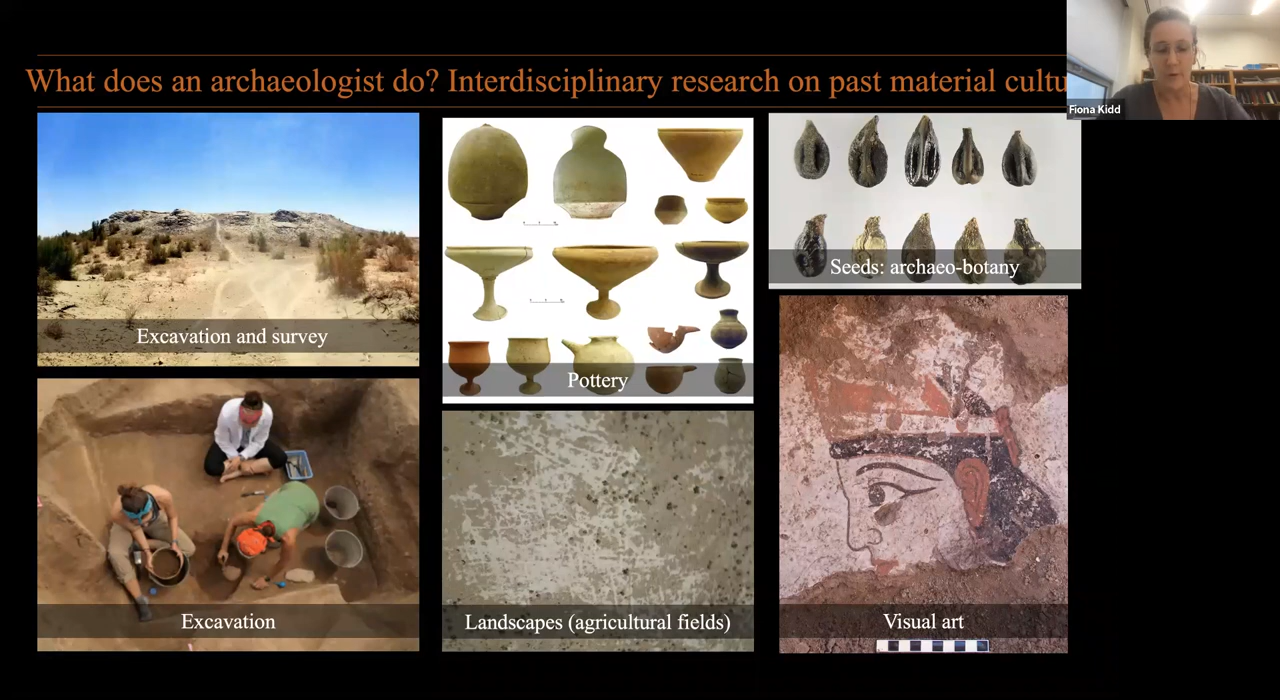 What does an archaeologist do? Interdisciplinary research on past material cultu
Fiona Kidd
Excavation and survey
Pottery
Seeds: archaeo-botany
Excavation
Landscapes (agricultural fields)
Visual art